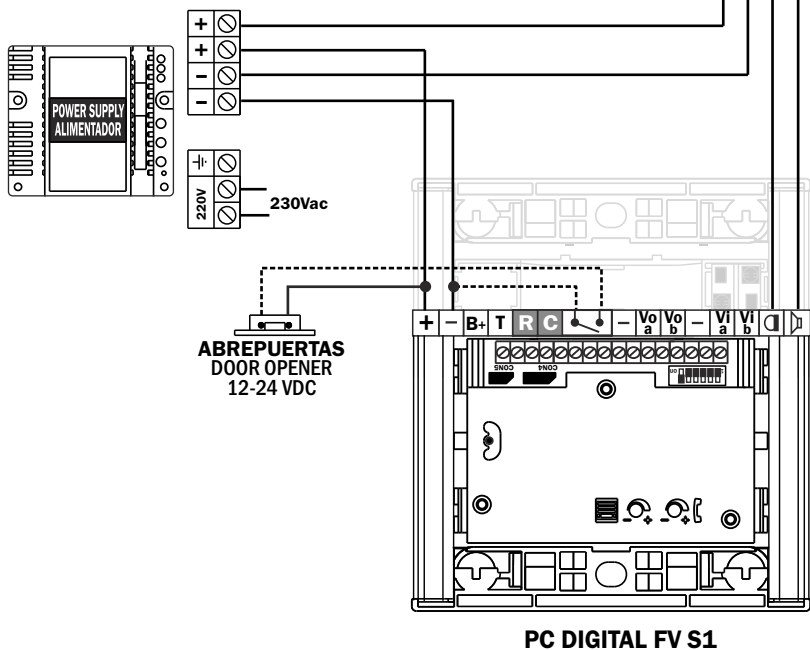 +
+
−
−
POWER SUPPLY
ALIMENTADOR
220V
230Vac
+ − B+ T R C − Vo a Vo b − Vi a Vi b
ABREPUERTAS
DOOR OPENER
12-24 VDC
CON5 CON4
− + − +
PC DIGITAL FV S1